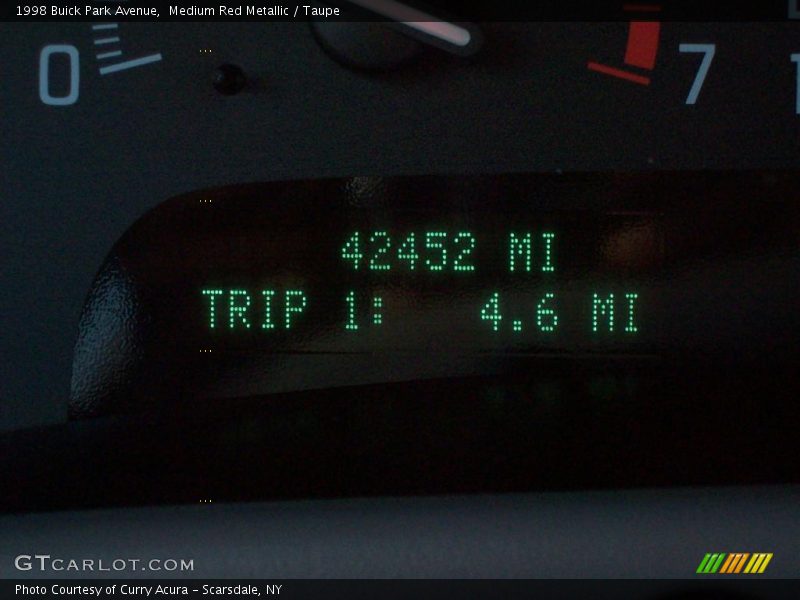 1998 Buick Park Avenue,  Medium Red Metallic / Taupe
0
7
1
42452 MI
TRIP 1:   4.6 MI
GTCARLOT.COM
Photo Courtesy of Curry Acura - Scarsdale, NY